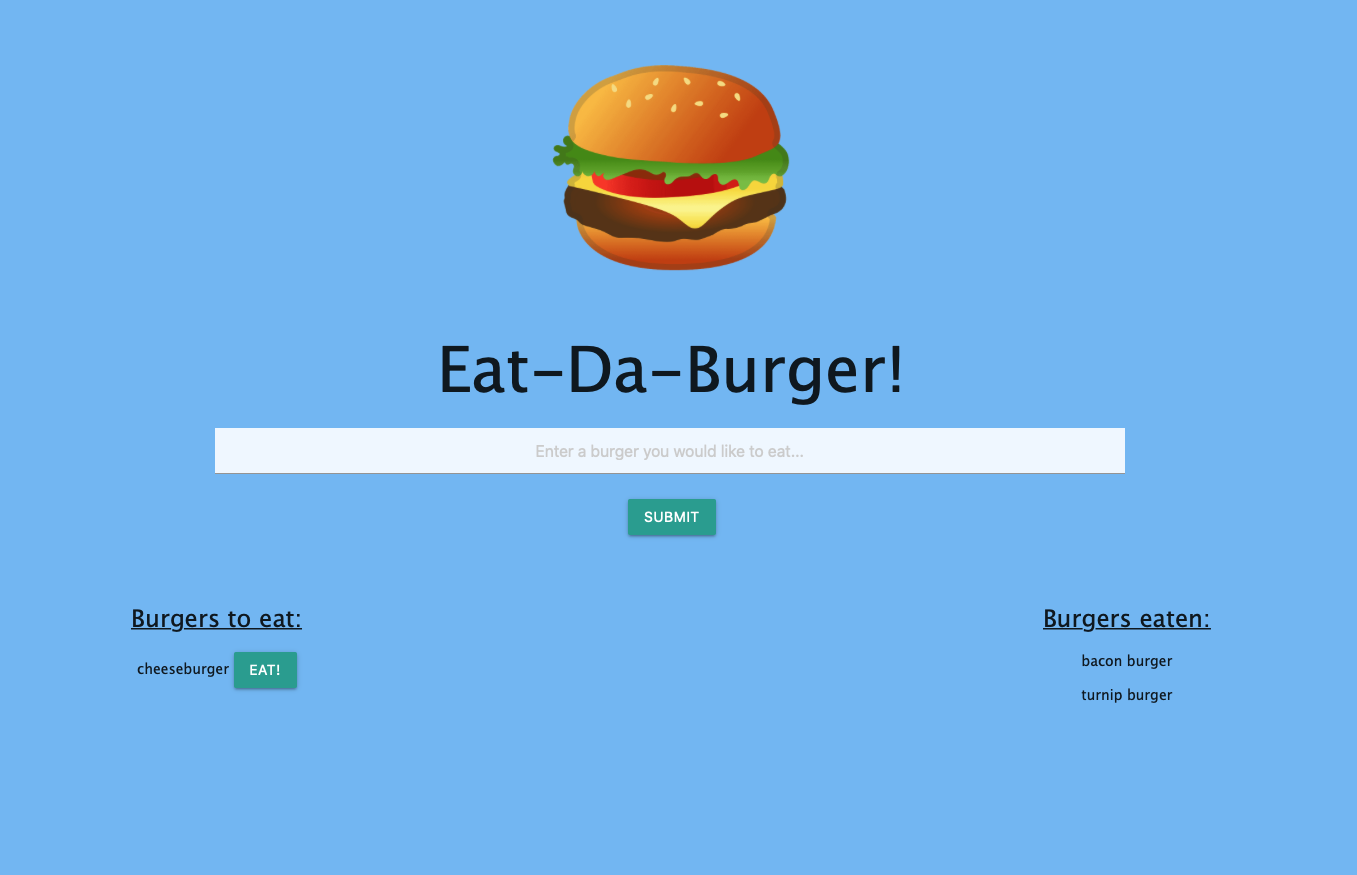 Eat-Da-Burger!
Enter a burger you would like to eat...
SUBMIT
Burgers to eat:
cheeseburger EAT!
Burgers eaten:
bacon burger
turnip burger